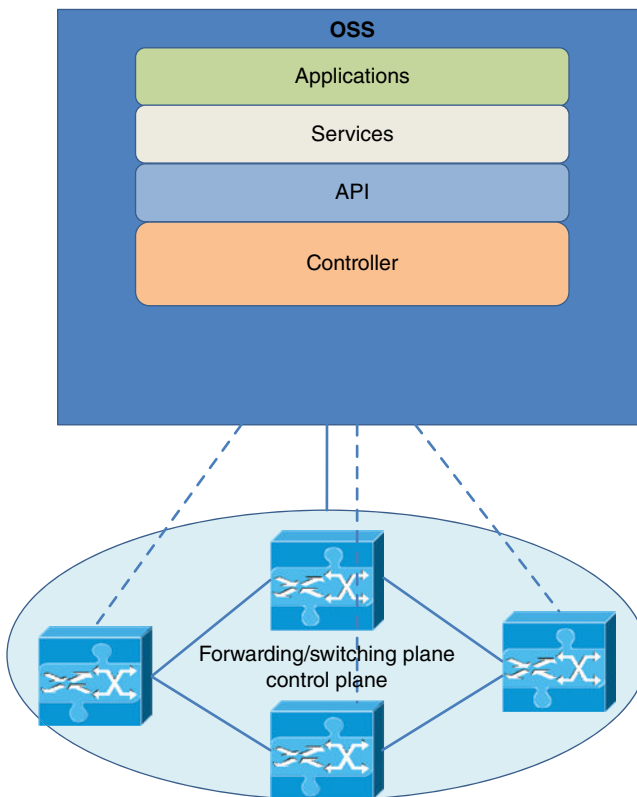 OSS
Applications
Services
API
Controller
Forwarding/switching plane
control plane